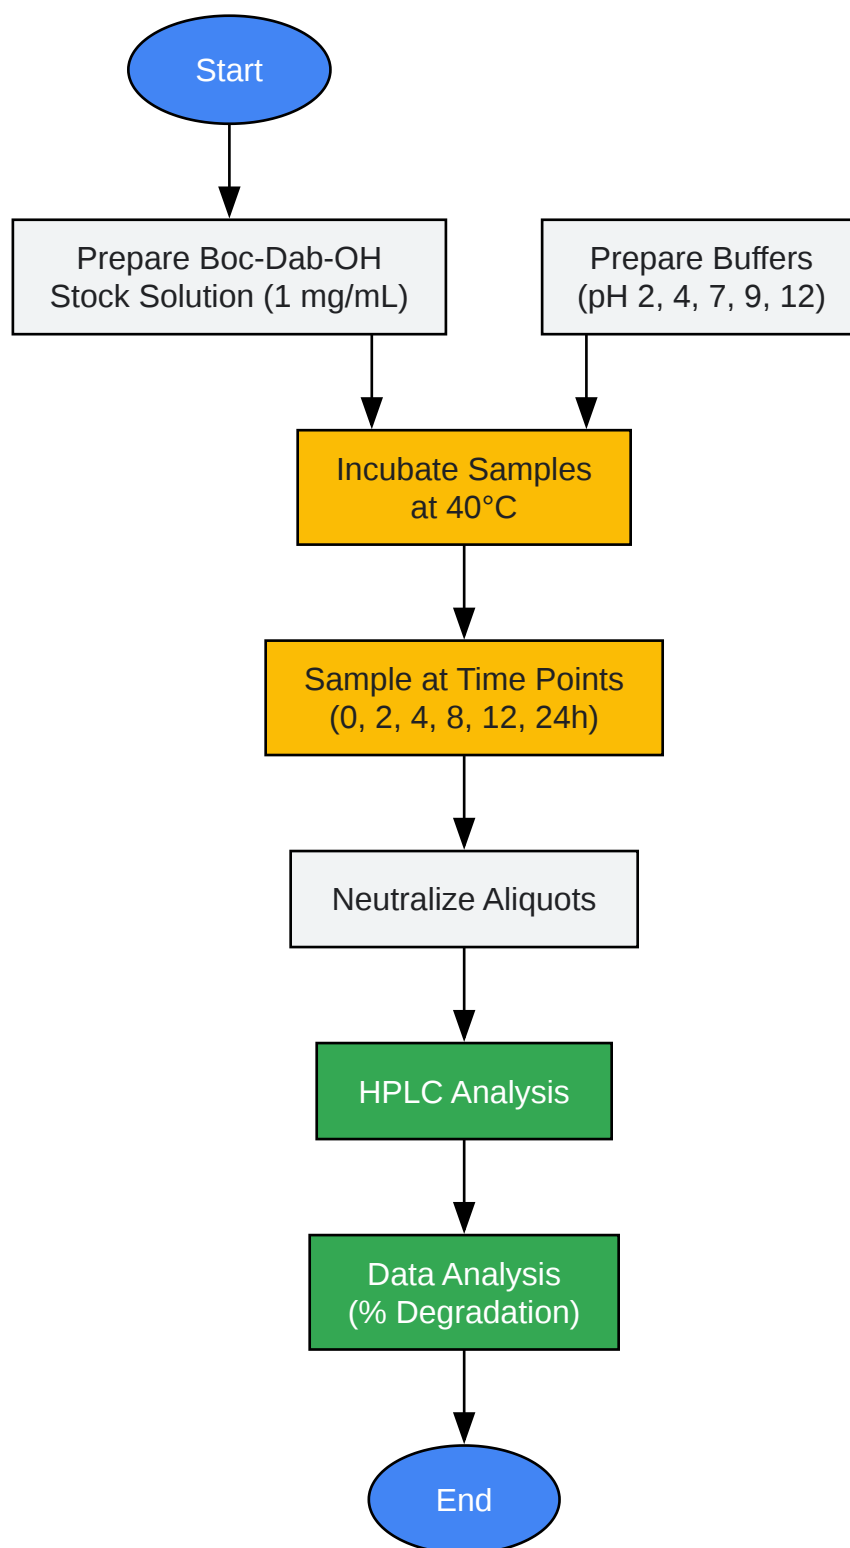 Start
Prepare Boc-Dab-OH
Stock Solution (1 mg/mL)
Prepare Buffers
(pH 2, 4, 7, 9, 12)
Incubate Samples
at 40°C
Sample at Time Points
(0, 2, 4, 8, 12, 24h)
Neutralize Aliquots
HPLC Analysis
Data Analysis
(% Degradation)
End